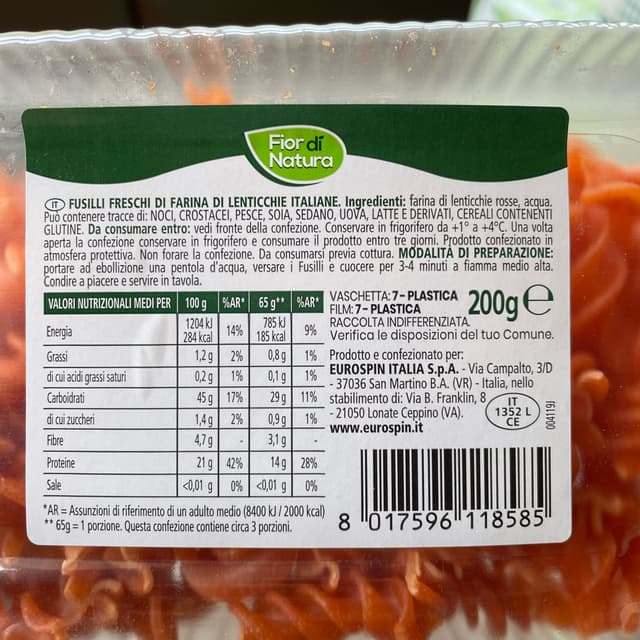 Fior di
Natura
IT FUSILLI FRESCHI DI FARINA DI LENTICCHIE ITALIANE. Ingredienti: farina di lenticchie rosse, acqua.
Può contenere tracce di: NOCI, CROSTACEI, PESCE, SOIA, SEDANO, UOVA, LATTE E DERIVATI, CEREALI CONTENENTI
GLUTINE. Da consumare entro: vedi fronte della confezione. Conservare in frigorifero da +1° a +4°C. Una volta
aperta la confezione conservare in frigorifero e consumare il prodotto entro tre giorni. Prodotto confezionato in
atmosfera protettiva. Non forare la confezione. Da consumarsi previa cottura. MODALITÀ DI PREPARAZIONE:
portare ad ebollizione una pentola d'acqua, versare i Fusilli e cuocere per 3-4 minuti a fiamma medio alta.
Condire a piacere e servire in tavola.
VALORI NUTRIZIONALI MEDI PER 100 g %AR* 65 g** %AR*
Energia 1204 kJ 284 kcal 14% 785 kJ 185 kcal 9%
Grassi 1,2 g 2% 0,8 g 1%
di cui acidi grassi saturi 0,2 g 1% 0,1 g 1%
Carboidrati 45 g 17% 29 g 11%
di cui zuccheri 1,4 g 2% 0,9 g 1%
Fibre 4,7 g - 3,1 g -
Proteine 21 g 42% 14 g 28%
Sale <0,01 g 0% <0,01 g 0%
*AR = Assunzioni di riferimento di un adulto medio (8400 kJ / 2000 kcal)
** 65g = 1 porzione. Questa confezione contiene circa 3 porzioni.
VASCHETTA: 7 - PLASTICA
FILM: 7 - PLASTICA
RACCOLTA INDIFFERENZIATA.
Verifica le disposizioni del tuo Comune.
200g e
Prodotto e confezionato per:
EUROSPIN ITALIA S.p.A. - Via Campalto, 3/D
- 37036 San Martino B.A. (VR) - Italia, nello
stabilimento di: Via B. Franklin, 8
- 21050 Lonate Ceppino (VA).
www.eurospin.it
IT
1352 L
CE
004119J
8 017596 118585